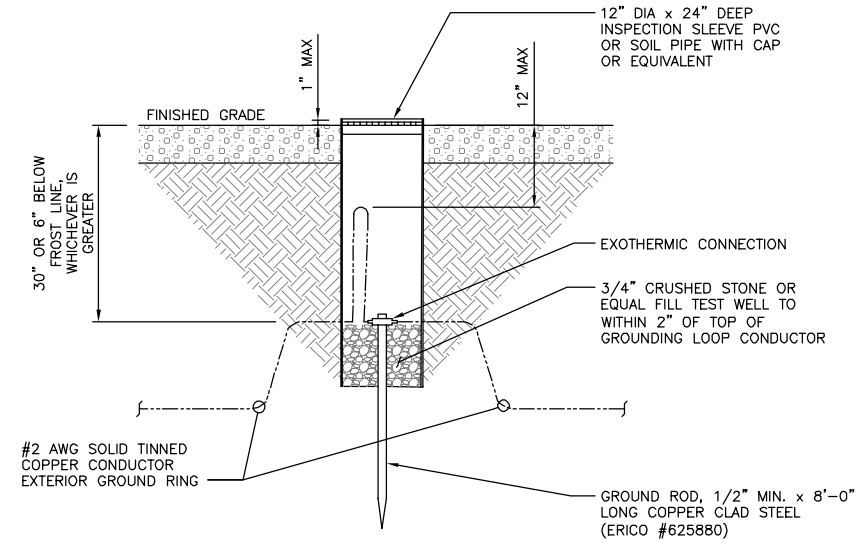 12" DIA x 24" DEEP
INSPECTION SLEEVE PVC
OR SOIL PIPE WITH CAP
OR EQUIVALENT
1" MAX
12" MAX
FINISHED GRADE
30" OR 6" BELOW
FROST LINE,
WHICHEVER IS
GREATER
EXOTHERMIC CONNECTION
3/4" CRUSHED STONE OR
EQUAL FILL TEST WELL TO
WITHIN 2" OF TOP OF
GROUNDING LOOP CONDUCTOR
#2 AWG SOLID TINNED
COPPER CONDUCTOR
EXTERIOR GROUND RING
GROUND ROD, 1/2" MIN. x 8'-0"
LONG COPPER CLAD STEEL
(ERICO #625880)